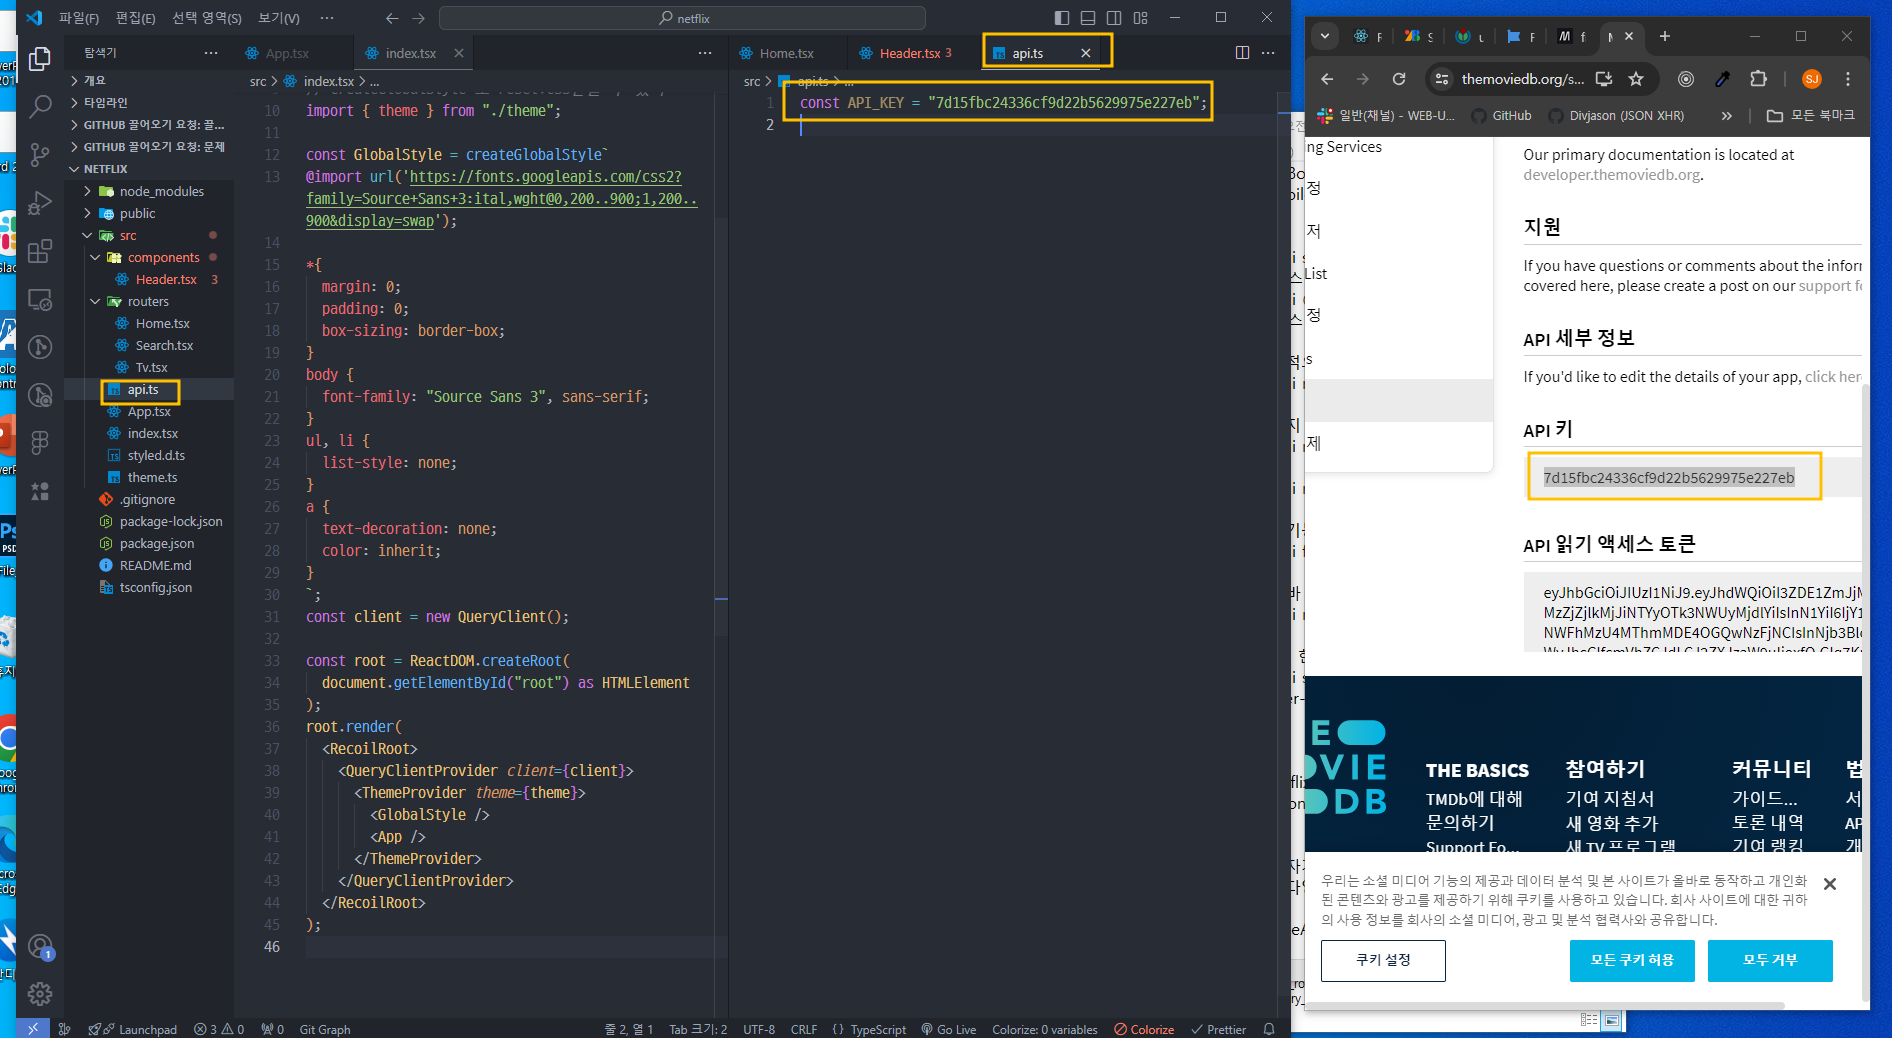 파일(F) 편집(E) 선택 영역(S) 보기(V) ··· netflix
탐색기
개요
타임라인
GITHUB 끌어오기 요청: 끌...
GITHUB 끌어오기 요청: 문제
NETFLIX
node_modules
public
src
components
Header.tsx 3
routers
Home.tsx
Search.tsx
Tv.tsx
api.ts
App.tsx
index.tsx
styled.d.ts
theme.ts
.gitignore
package-lock.json
package.json
README.md
tsconfig.json
App.tsx index.tsx
src > index.tsx > ...
10 import { theme } from "./theme";
11
12 const GlobalStyle = createGlobalStyle`
13 @import url('https://fonts.googleapis.com/css2?
family=Source+Sans+3:ital,wght@0,200..900;1,200..
900&display=swap');
14
15 *{
16 margin: 0;
17 padding: 0;
18 box-sizing: border-box;
19 }
20 body {
21 font-family: "Source Sans 3", sans-serif;
22 }
23 ul, li {
24 list-style: none;
25 }
26 a {
27 text-decoration: none;
28 color: inherit;
29 }
30 `;
31 const client = new QueryClient();
32
33 const root = ReactDOM.createRoot(
34 document.getElementById("root") as HTMLElement
35 );
36 root.render(
37 <RecoilRoot>
38 <QueryClientProvider client={client}>
39 <ThemeProvider theme={theme}>
40 <GlobalStyle />
41 <App />
42 </ThemeProvider>
43 </QueryClientProvider>
44 </RecoilRoot>
45 );
46
Home.tsx Header.tsx 3 api.ts
src > api.ts > ...
1 const API_KEY = "7d15fbc24336cf9d22b5629975e227eb";
2
Launchpad 3 0 0 Git Graph 줄 2, 열 1 Tab 크기: 2 UTF-8 CRLF {} TypeScript Go Live Colorize: 0 variables Colorize Prettier
themoviedb.org/s...
SJ
일반(채널) - WEB-U... GitHub Divjason (JSON XHR) » 모든 북마크
ing Services
정
저
List
정
제
Our primary documentation is located at
developer.themoviedb.org.
지원
If you have questions or comments about the infor
covered here, please create a post on our support f
API 세부 정보
If you'd like to edit the details of your app, click her
API 키
7d15fbc24336cf9d22b5629975e227eb
API 읽기 액세스 토큰
THE BASICS
TMDb에 대해
문의하기
Support Fo...
참여하기
기여 지침서
새 영화 추가
새 TV 프로그램
커뮤니티
가이드...
토론 내역
기여 랭킹
우리는 소셜 미디어 기능의 제공과 데이터 분석 및 본 사이트가 올바로 동작하고 개인화
된 콘텐츠와 광고를 제공하기 위해 쿠키를 사용하고 있습니다. 회사 사이트에 대한 귀하
의 사용 정보를 회사의 소셜 미디어, 광고 및 분석 협력사와 공유합니다.
쿠키 설정 모든 쿠키 허용 모두 거부